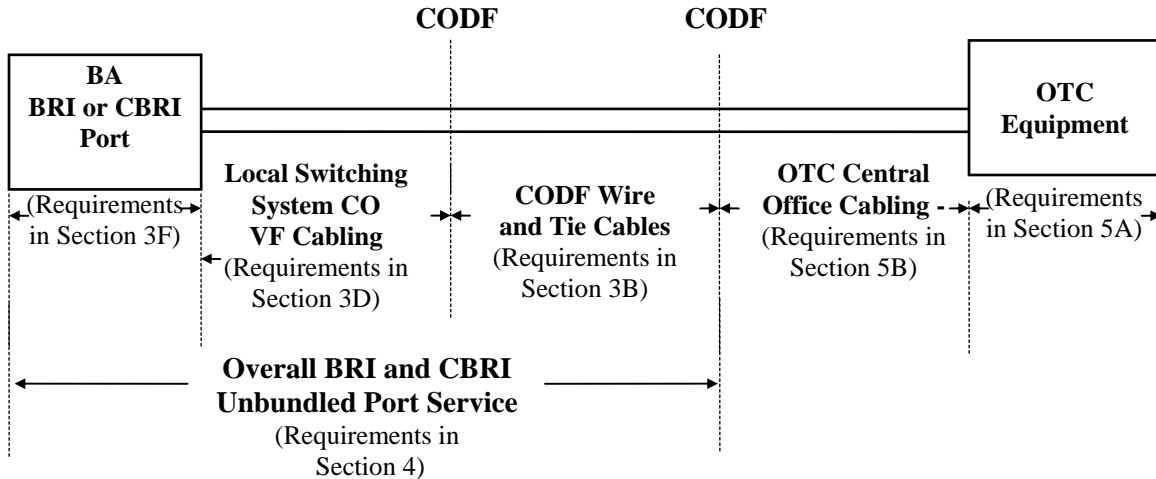 CODF
CODF
BA
BRI or CBRI
Port
OTC
Equipment
(Requirements
in Section 3F)
Local Switching
System CO
VF Cabling
(Requirements in
Section 3D)
CODF Wire
and Tie Cables
(Requirements in
Section 3B)
OTC Central
Office Cabling -
(Requirements in
Section 5B)
(Requirements
in Section 5A)
Overall BRI and CBRI
Unbundled Port Service
(Requirements in
Section 4)